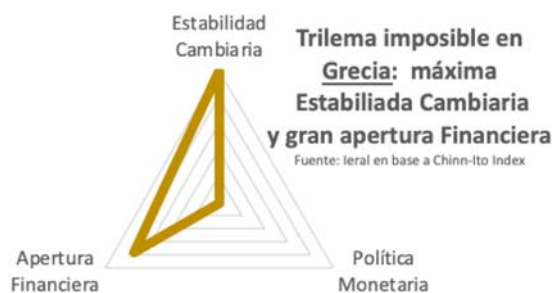 Estabilidad
Cambiaria
Trilema imposible en
Grecia: máxima
Estabiliada Cambiaria
y gran apertura Financiera
Fuente: Ieral en base a Chinn-Ito Index
Apertura
Financiera
Política
Monetaria